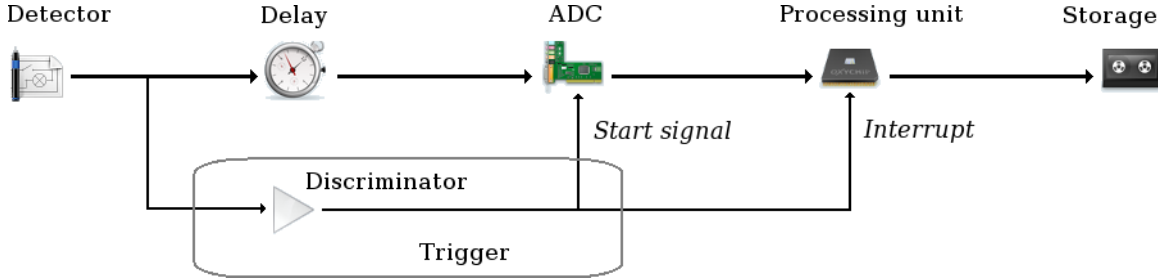 Detector
Delay
ADC
Processing unit
Storage
Start signal
Interrupt
Discriminator
Trigger